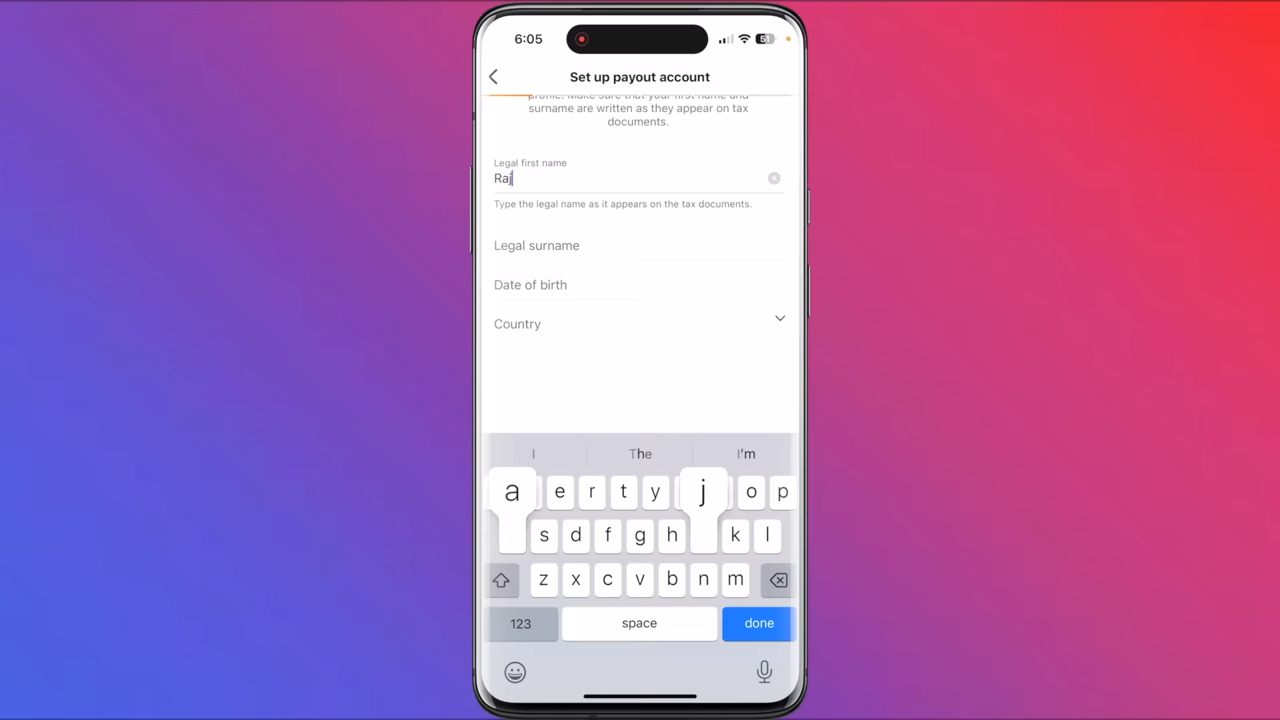 6:05
51
Set up payout account
profile. Make sure that your first name and
surname are written as they appear on tax
documents.
Legal first name
Raj
Type the legal name as it appears on the tax documents.
Legal surname
Date of birth
Country
I The I'm
a e r t y j o p
s d f g h k l
z x c v b n m
123 space done